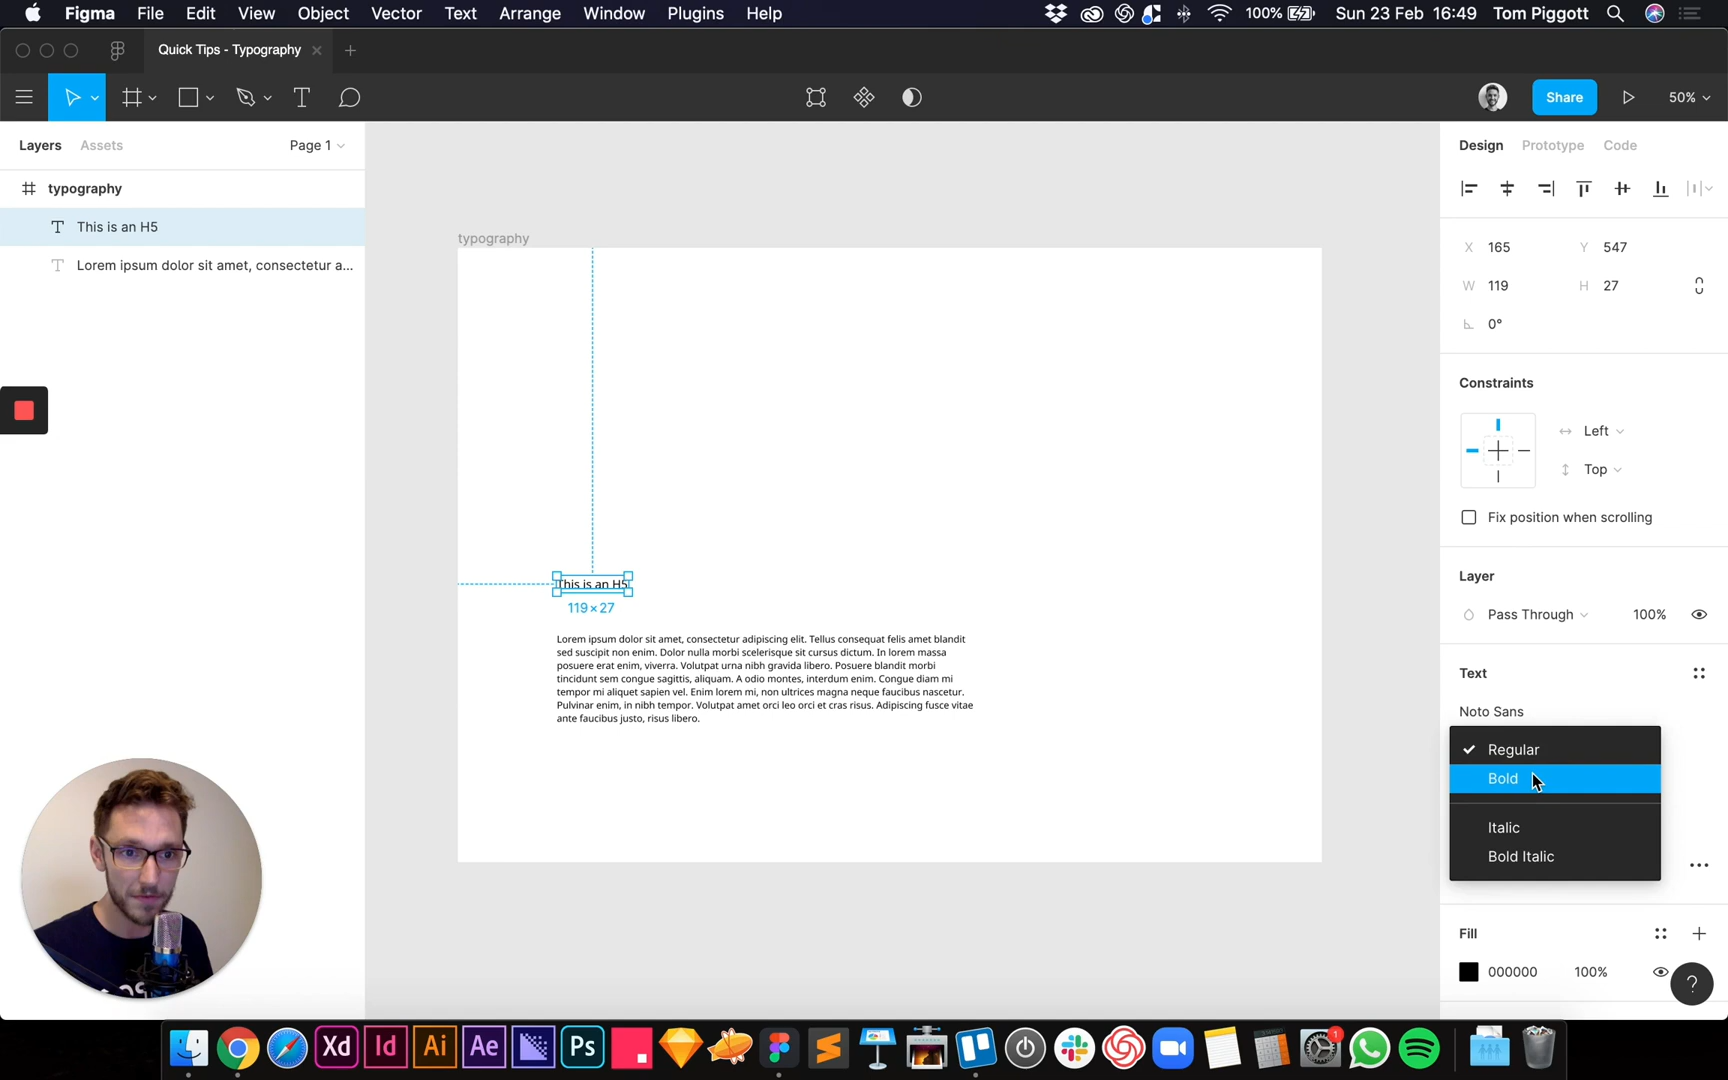 Figma File Edit View Object Vector Text Arrange Window Plugins Help 100% Sun 23 Feb 16:49 Tom Piggott
Quick Tips - Typography
Share 50%
Layers Assets Page 1
typography
This is an H5
Lorem ipsum dolor sit amet, consectetur a...
typography
This is an H5
119 × 27
Lorem ipsum dolor sit amet, consectetur adipiscing elit. Tellus consequat felis amet blandit
sed suscipit non enim. Dolor nulla morbi scelerisque sit cursus dictum. In lorem massa
posuere erat enim, viverra. Volutpat urna nibh gravida libero. Posuere blandit morbi
tincidunt sem congue sagittis, aliquam. A odio montes, interdum enim. Congue diam mi
tempor mi aliquet sapien vel. Enim lorem mi, non ultrices magna neque faucibus nascetur.
Pulvinar enim, in nibh tempor. Volutpat amet orci leo orci et cras risus. Adipiscing fusce vitae
ante faucibus justo, risus libero.
Design Prototype Code
X 165 Y 547
W 119 H 27
0°
Constraints
Left
Top
Fix position when scrolling
Layer
Pass Through 100%
Text
Noto Sans
Regular
Bold
Italic
Bold Italic
Fill
000000 100%
?
Xd Id Ai Ae Ps 1